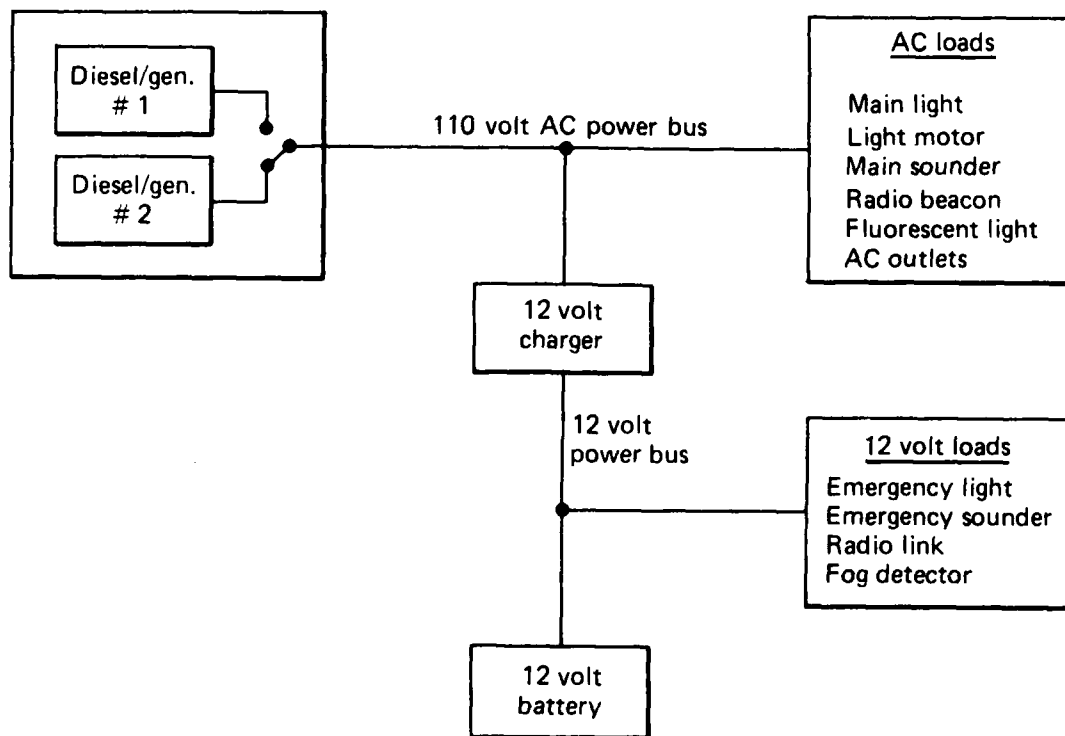 Diesel/gen.
# 1
Diesel/gen.
# 2
110 volt AC power bus
AC loads
Main light
Light motor
Main sounder
Radio beacon
Fluorescent light
AC outlets
12 volt
charger
12 volt
power bus
12 volt loads
Emergency light
Emergency sounder
Radio link
Fog detector
12 volt
battery